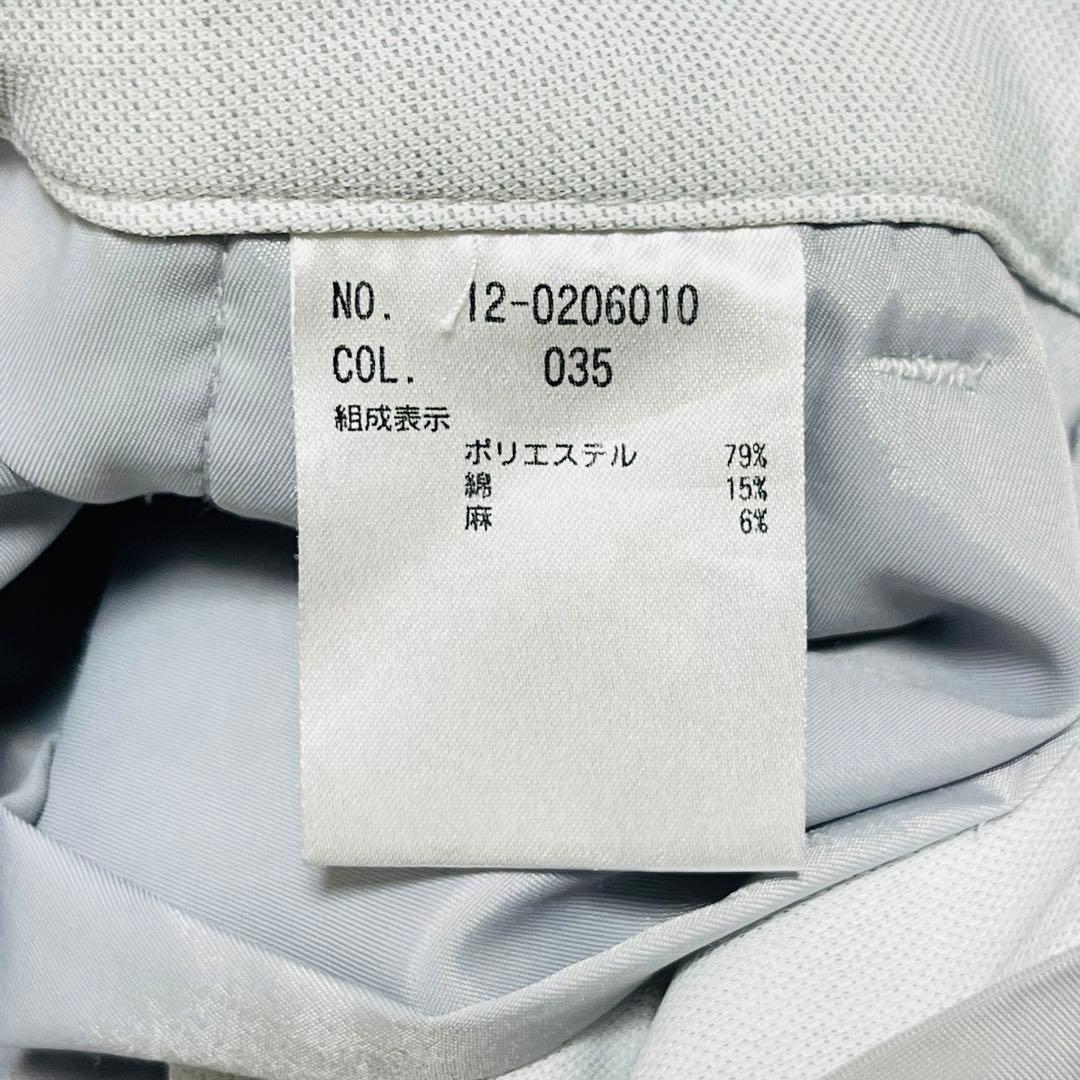 NO. 12-0206010
COL. 035
組成表示
ポリエステル 79%
綿 15%
麻 6%